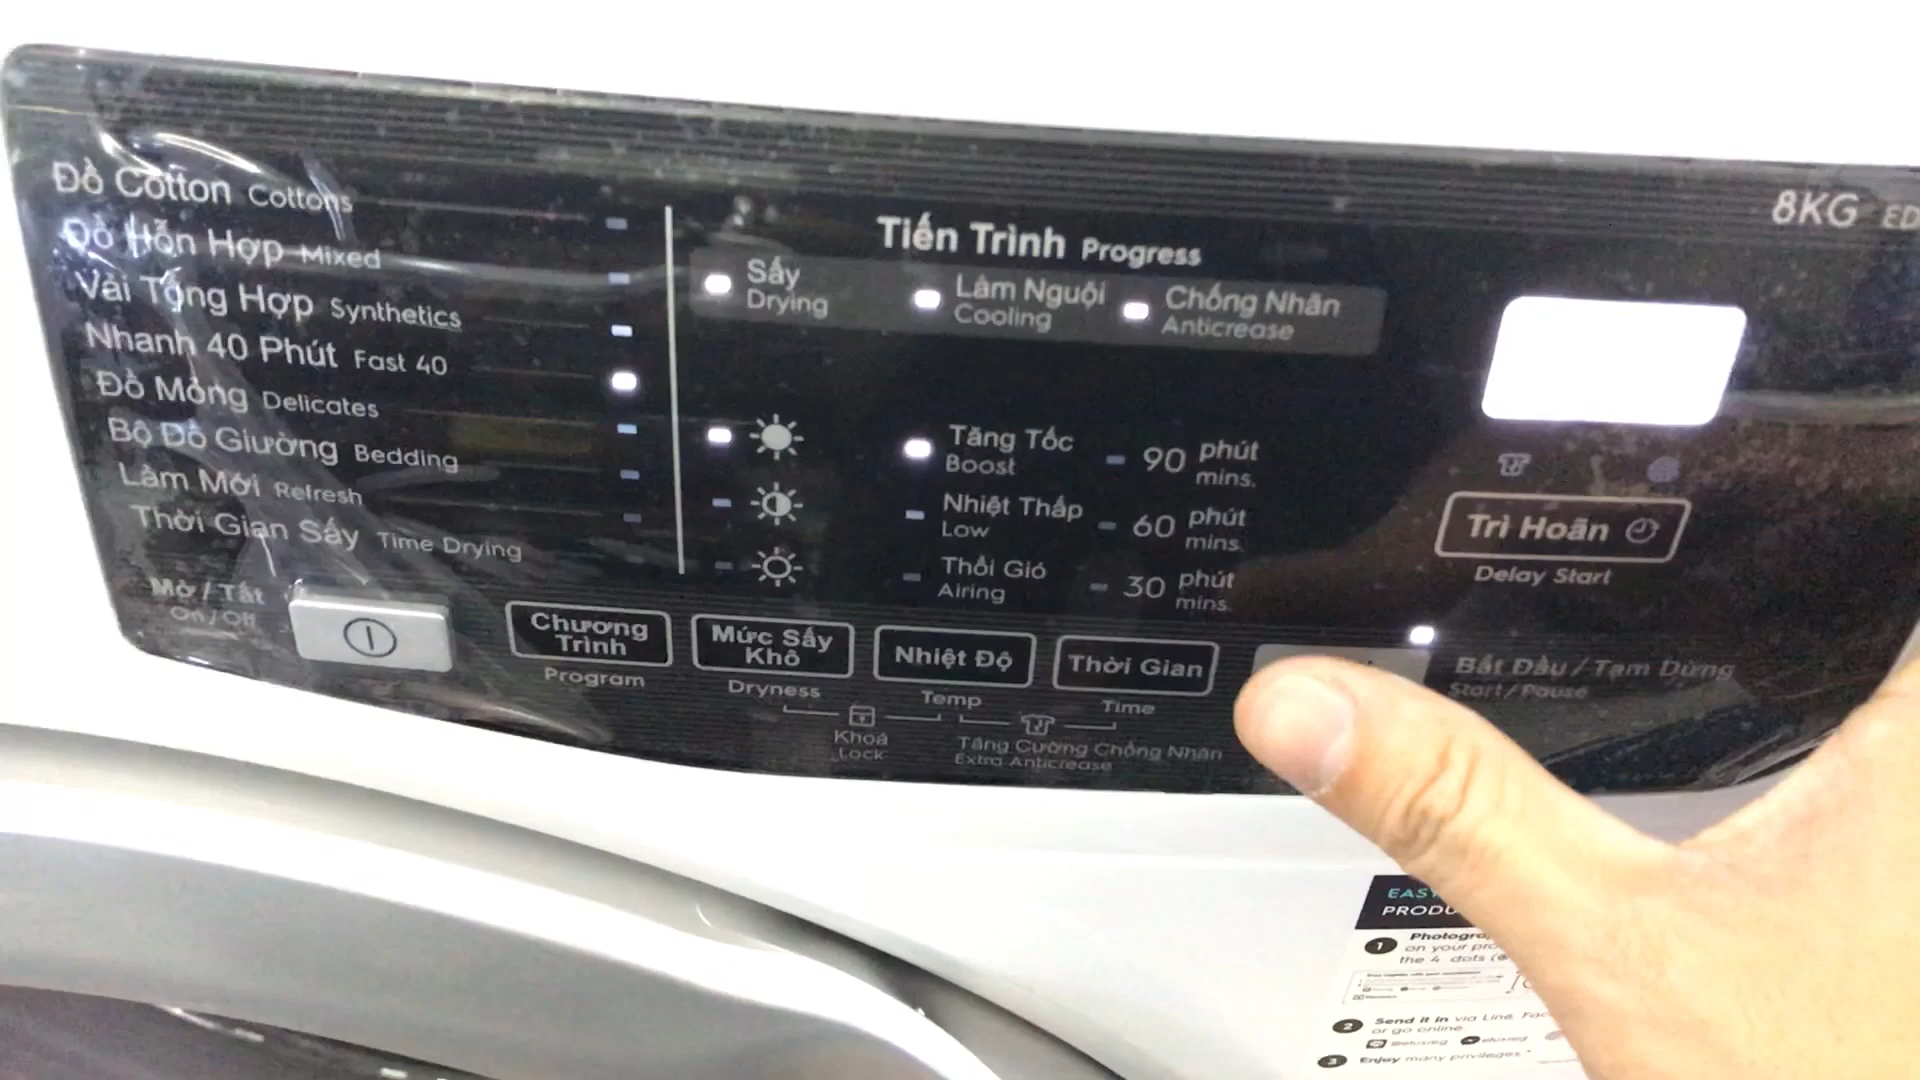 Đồ Cotton Cottons
Đồ Hỗn Hợp Mixed
Vải Tổng Hợp Synthetics
Nhanh 40 Phút Fast 40
Đồ Mỏng Delicates
Bộ Đồ Giường Bedding
Làm Mới Refresh
Thời Gian Sấy Time Drying
Mở / Tắt
On / Off
Tiến Trình Progress
Sấy
Drying
Làm Nguội
Cooling
Chống Nhăn
Anticrease
Tăng Tốc
Boost
Nhiệt Thấp
Low
Thổi Gió
Airing
90 phút
mins.
60 phút
mins.
30 phút
mins.
8KG ED
Trì Hoãn
Delay Start
Chương
Trình
Program
Mức Sấy
Khô
Dryness
Nhiệt Độ
Temp
Thời Gian
Time
Khoá
Lock
Tăng Cường Chống Nhăn
Extra Anticrease
Bắt Đầu / Tạm Dừng
Start / Pause
EAS
PRODU
1 Photogra
on your pro
the 4 dots
2 Send it in via Line, Fac
or go online
3 Enjoy many privileges.*